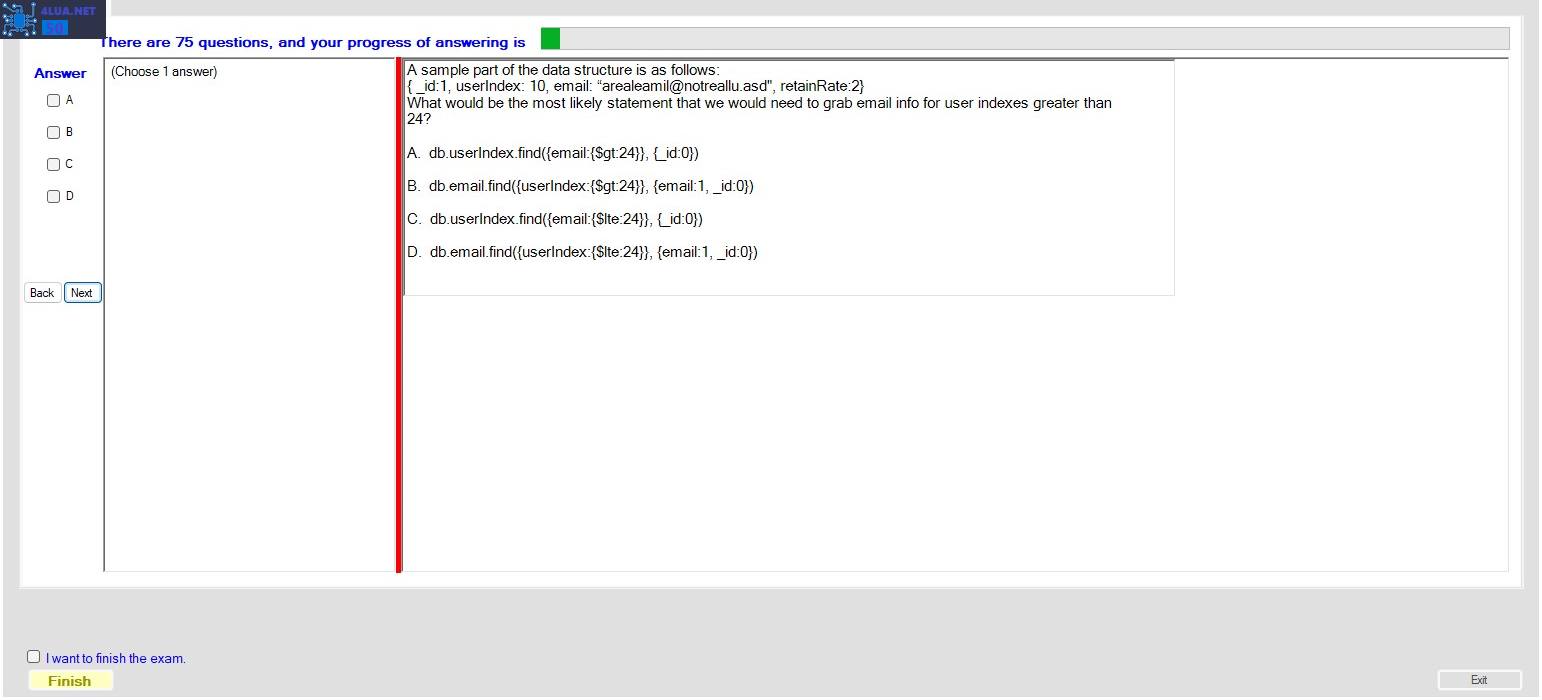 4LUA.NET
50
There are 75 questions, and your progress of answering is
Answer
(Choose 1 answer)
A
B
C
D
Back
Next
A sample part of the data structure is as follows:
{ _id:1, userIndex: 10, email: “arealeamil@notreallu.asd", retainRate:2}
What would be the most likely statement that we would need to grab email info for user indexes greater than
24?
A. db.userIndex.find({email:{$gt:24}}, {_id:0})
B. db.email.find({userIndex:{$gt:24}}, {email:1, _id:0})
C. db.userIndex.find({email:{$lte:24}}, {_id:0})
D. db.email.find({userIndex:{$lte:24}}, {email:1, _id:0})
I want to finish the exam.
Finish
Exit